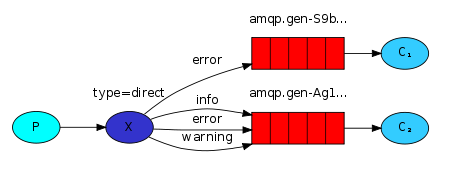 amqp.gen-S9b...
error
C₁
type=direct
amqp.gen-Ag1...
info
error
warning
P
X
C₂